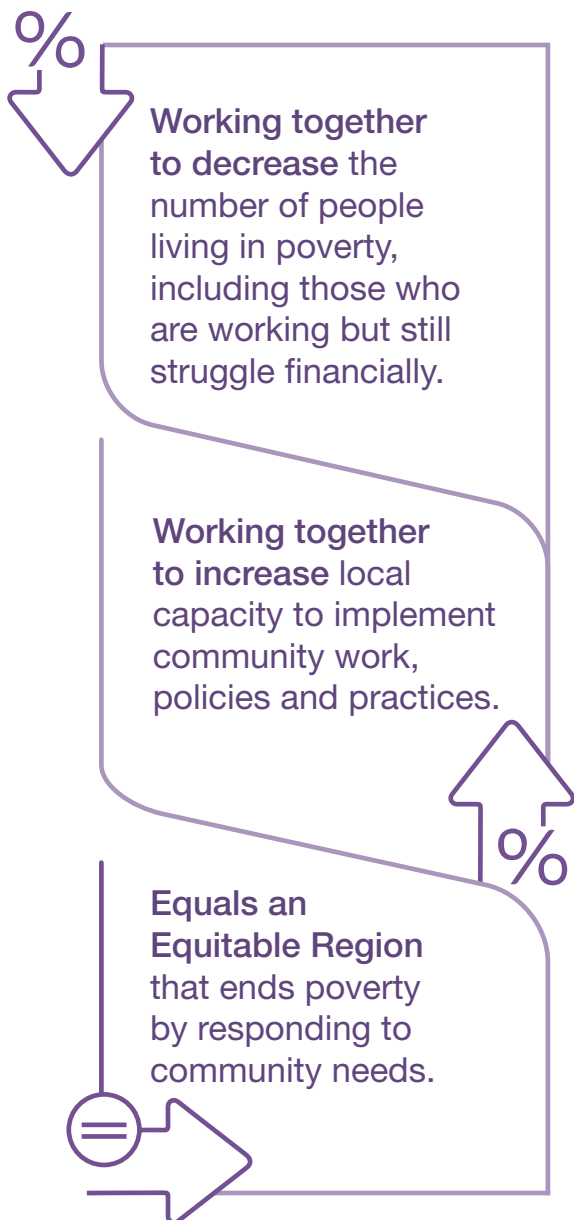 %
Working together
to decrease the
number of people
living in poverty,
including those who
are working but still
struggle financially.
Working together
to increase local
capacity to implement
community work,
policies and practices.
%
Equals an
Equitable Region
that ends poverty
by responding to
community needs.
=